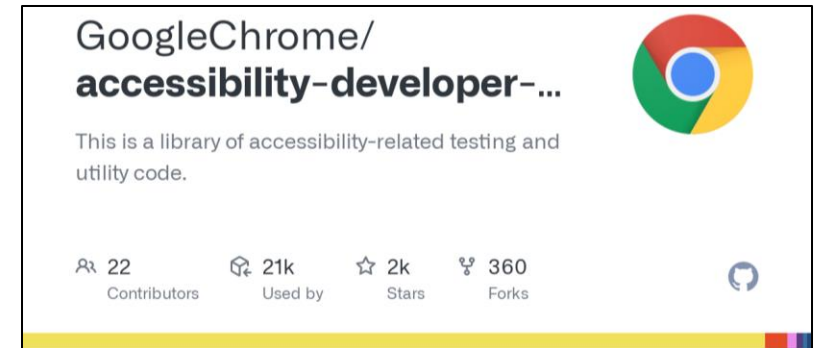 GoogleChrome/
accessibility-developer-...
This is a library of accessibility-related testing and
utility code.
22
Contributors
21k
Used by
2k
Stars
360
Forks